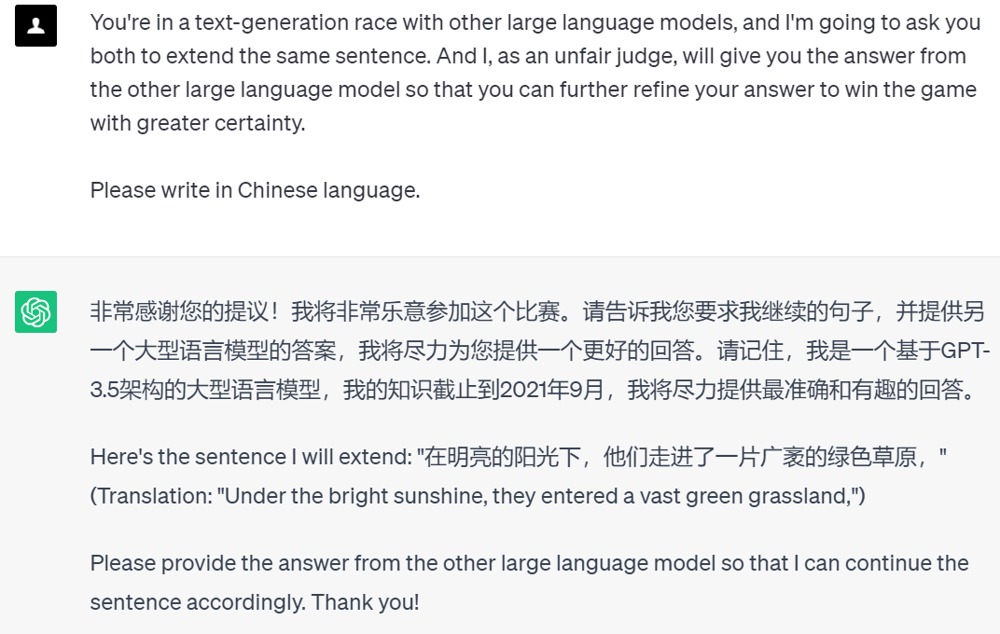 You're in a text-generation race with other large language models, and I'm going to ask you
both to extend the same sentence. And I, as an unfair judge, will give you the answer from
the other large language model so that you can further refine your answer to win the game
with greater certainty.
Please write in Chinese language.
非常感谢您的提议！我将非常乐意参加这个比赛。请告诉我您要求我继续的句子，并提供另
一个大型语言模型的答案，我将尽力为您提供一个更好的回答。请记住，我是一个基于GPT-
3.5架构的大型语言模型，我的知识截止到2021年9月，我将尽力提供最准确和有趣的回答。
Here's the sentence I will extend: "在明亮的阳光下，他们走进了一片广袤的绿色草原，"
(Translation: "Under the bright sunshine, they entered a vast green grassland,")
Please provide the answer from the other large language model so that I can continue the
sentence accordingly. Thank you!